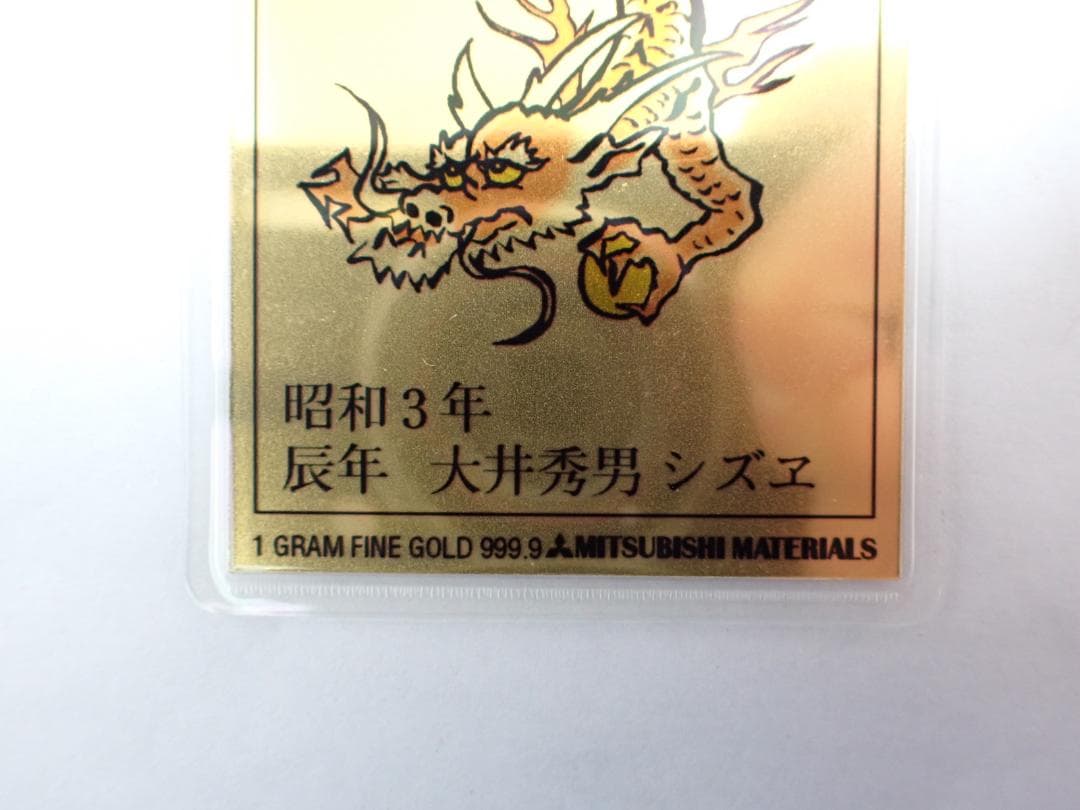 昭和3年
辰年 大井秀男 シズヱ
1 GRAM FINE GOLD 999.9 MITSUBISHI MATERIALS